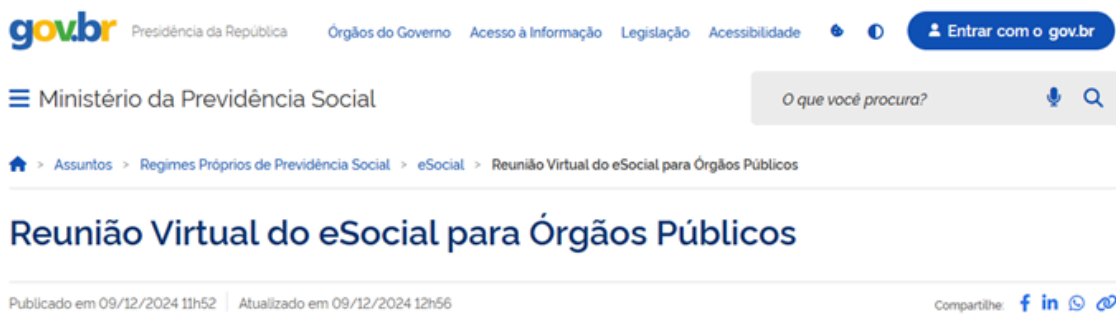 gov.br Presidência da República Órgãos do Governo Acesso à Informação Legislação Acessibilidade Entrar com o gov.br
Ministério da Previdência Social O que você procura?
> Assuntos > Regimes Próprios de Previdência Social > eSocial > Reunião Virtual do eSocial para Órgãos Públicos
Reunião Virtual do eSocial para Órgãos Públicos
Publicado em 09/12/2024 11h52 Atualizado em 09/12/2024 12h56 Compartilhe: